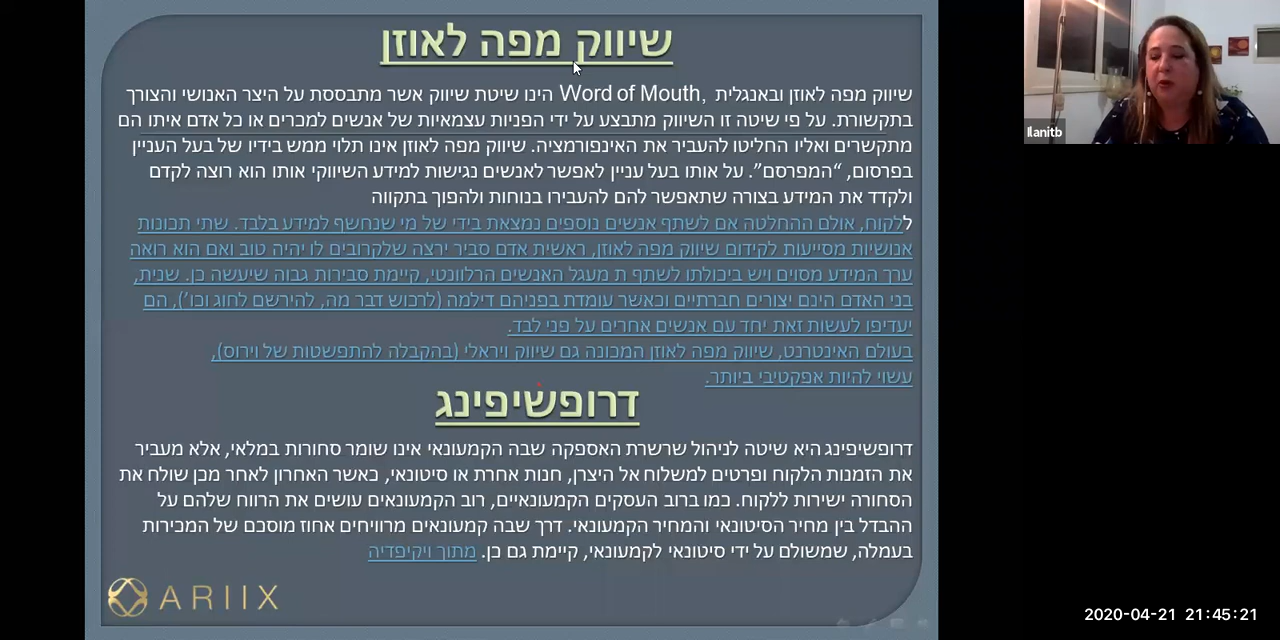 שיווק מפה לאוזן
שיווק מפה לאוזן ובאנגלית Word of Mouth, הינו שיטת שיווק אשר מתבססת על היצר האנושי והצורך
בתקשורת. על פי שיטה זו השיווק מתבצע על ידי הפניות עצמאיות של אנשים למכרים או כל אדם איתו הם
מתקשרים ואליו החליטו להעביר את האינפורמציה. שיווק מפה לאוזן אינו תלוי ממש בידיו של בעל העניין
בפרסום, "המפרסם". על אותו בעל עניין לאפשר לאנשים נגישות למידע השיווקי אותו הוא רוצה לקדם
ולקדד את המידע בצורה שתאפשר להם להעבירו בנוחות ולהפוך בתקווה
ללקוח, אולם ההחלטה אם לשתף אנשים נוספים נמצאת בידי של מי שנחשף למידע בלבד. שתי תכונות
אנושיות מסייעות לקידום שיווק מפה לאוזן, ראשית אדם סביר ירצה שלקרובים לו יהיה טוב ואם הוא רואה
ערך המידע מסוים ויש ביכולתו לשתף ת מעגל האנשים הרלוונטי, קיימת סבירות גבוה שיעשה כן. שנית,
בני האדם הינם יצורים חברתיים וכאשר עומדת בפניהם דילמה (לרכוש דבר מה, להירשם לחוג וכו'), הם
יעדיפו לעשות זאת יחד עם אנשים אחרים על פני לבד.
בעולם האינטרנט, שיווק מפה לאוזן המכונה גם שיווק ויראלי (בהקבלה להתפשטות של וירוס),
עשוי להיות אפקטיבי ביותר.
דרופשיפינג
דרופשיפינג היא שיטה לניהול שרשרת האספקה שבה הקמעונאי אינו שומר סחורות במלאי, אלא מעביר
את הזמנות הלקוח ופרטים למשלוח אל היצרן, חנות אחרת או סיטונאי, כאשר האחרון לאחר מכן שולח את
הסחורה ישירות ללקוח. כמו ברוב העסקים הקמעונאיים, רוב הקמעונאים עושים את הרווח שלהם על
ההבדל בין מחיר הסיטונאי והמחיר הקמעונאי. דרך שבה קמעונאים מרוויחים אחוז מוסכם של המכירות
בעמלה, שמשולם על ידי סיטונאי לקמעונאי, קיימת גם כן. מתוך ויקיפדיה
ARIIX
Ilanitb
2020-04-21 21:45:21